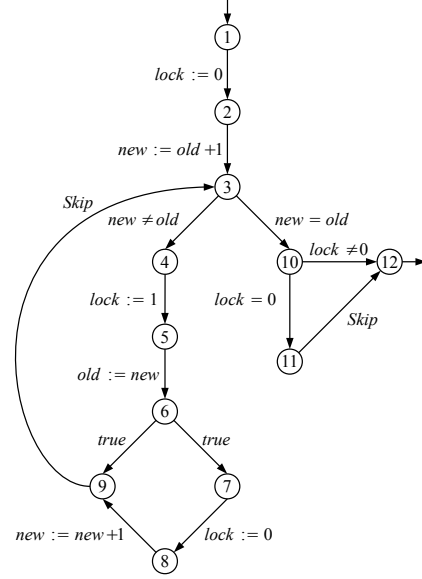 1
lock := 0
2
new := old +1
3
Skip
new ≠ old
new = old
4
10
lock ≠0
12
lock := 1
lock = 0
Skip
5
11
old := new
6
true
true
9
7
new := new+1
lock := 0
8